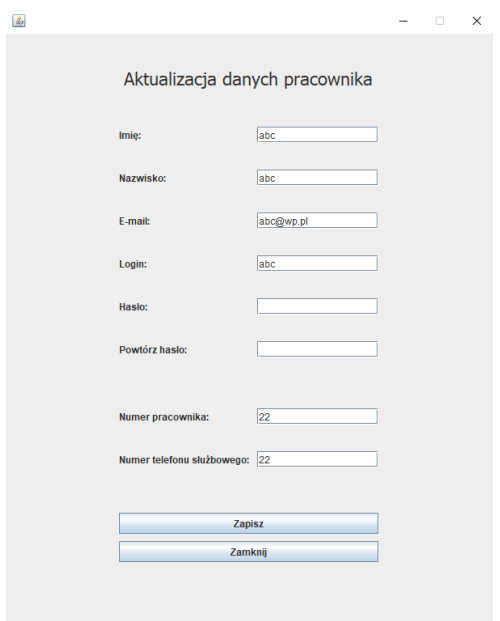 Aktualizacja danych pracownika
Imię: abc
Nazwisko: abc
E-mail: abc@wp.pl
Login: abc
Hasło:
Powtórz hasło:
Numer pracownika: 22
Numer telefonu służbowego: 22
Zapisz
Zamknij